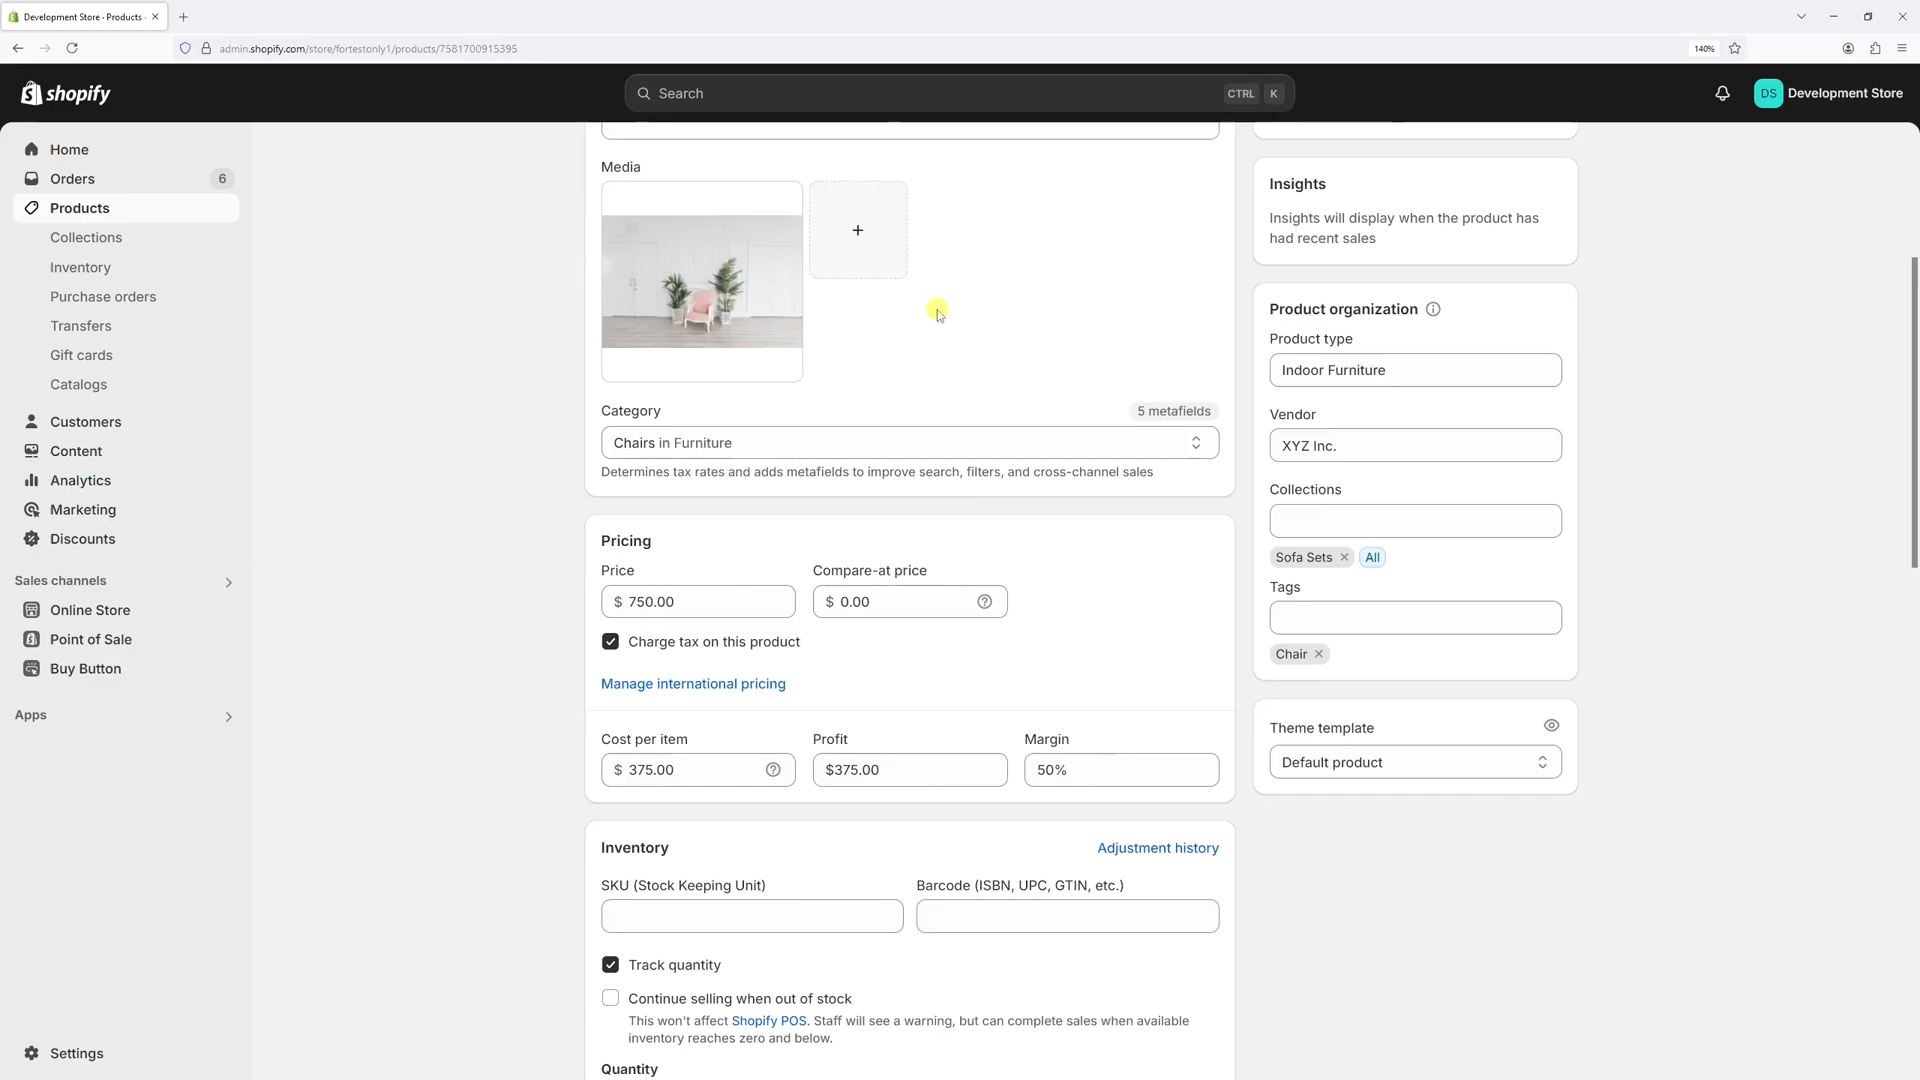 Development Store · Products ·
admin.shopify.com/store/fortestonly1/products/7581700915395
140%
shopify
Search
CTRL K
DS Development Store
Home
Orders 6
Products
Collections
Inventory
Purchase orders
Transfers
Gift cards
Catalogs
Customers
Content
Analytics
Marketing
Discounts
Sales channels
Online Store
Point of Sale
Buy Button
Apps
Settings
Media
Category 5 metafields
Chairs in Furniture
Determines tax rates and adds metafields to improve search, filters, and cross-channel sales
Pricing
Price Compare-at price
$ 750.00 $ 0.00
Charge tax on this product
Manage international pricing
Cost per item Profit Margin
$ 375.00 $375.00 50%
Inventory Adjustment history
SKU (Stock Keeping Unit) Barcode (ISBN, UPC, GTIN, etc.)
Track quantity
Continue selling when out of stock
This won't affect Shopify POS. Staff will see a warning, but can complete sales when available
inventory reaches zero and below.
Quantity
Insights
Insights will display when the product has
had recent sales
Product organization
Product type
Indoor Furniture
Vendor
XYZ Inc.
Collections
Sofa Sets All
Tags
Chair
Theme template
Default product